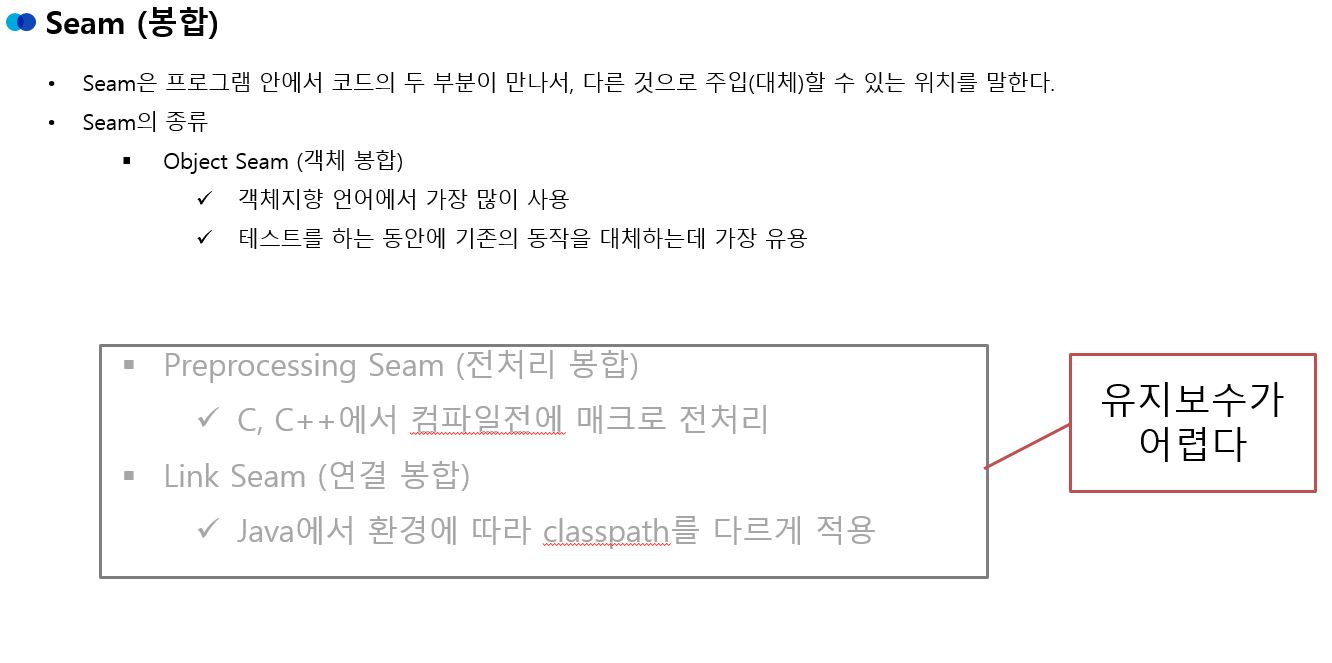 Seam (봉합)
• Seam은 프로그램 안에서 코드의 두 부분이 만나서, 다른 것으로 주입(대체)할 수 있는 위치를 말한다.
• Seam의 종류
▪ Object Seam (객체 봉합)
✓ 객체지향 언어에서 가장 많이 사용
✓ 테스트를 하는 동안에 기존의 동작을 대체하는데 가장 유용
▪ Preprocessing Seam (전처리 봉합)
✓ C, C++에서 컴파일전에 매크로 전처리
▪ Link Seam (연결 봉합)
✓ Java에서 환경에 따라 classpath를 다르게 적용
유지보수가
어렵다